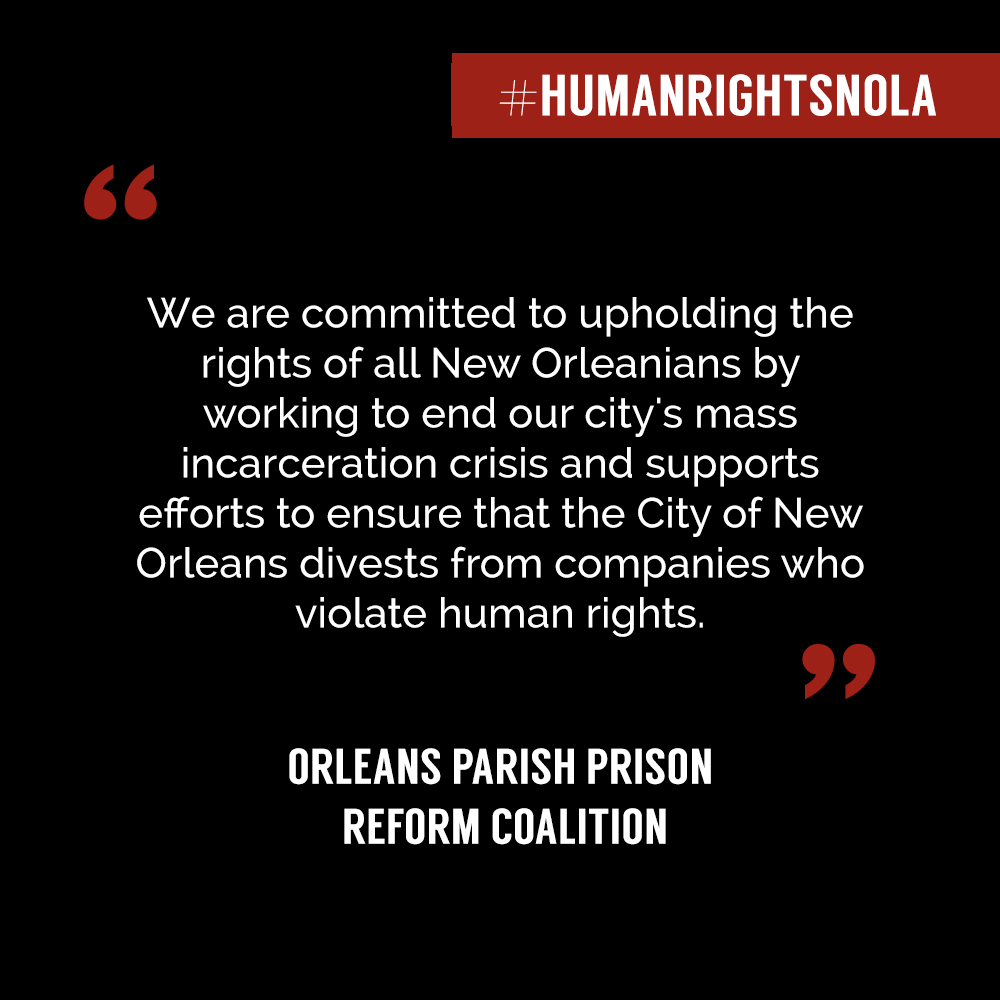 #HUMANRIGHTSNOLA
“
We are committed to upholding the
rights of all New Orleanians by
working to end our city's mass
incarceration crisis and supports
efforts to ensure that the City of New
Orleans divests from companies who
violate human rights.
”
ORLEANS PARISH PRISON
REFORM COALITION